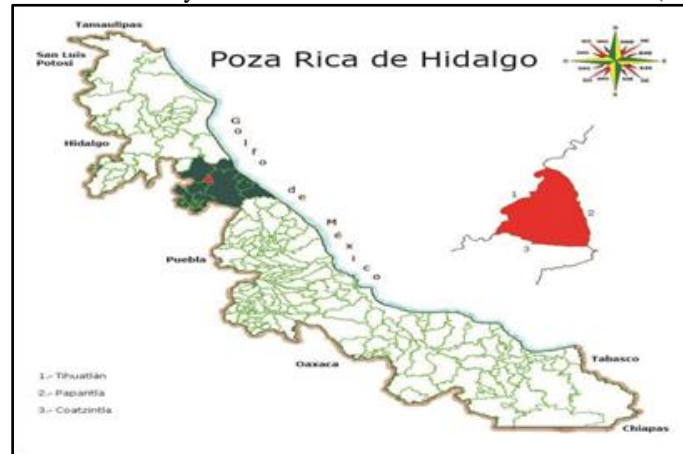 Tamaulipas
San Luis
Potosi
Poza Rica de Hidalgo
Hidalgo
Golfo de México
1
2
3
Puebla
Oaxaca
Tabasco
Chiapas
1.- Tihuatlán
2.- Papantla
3.- Coatzintla